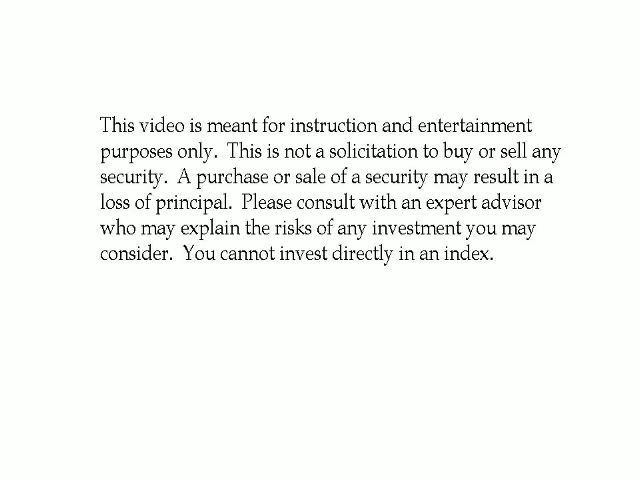 This video is meant for instruction and entertainment
purposes only.  This is not a solicitation to buy or sell any
security.  A purchase or sale of a security may result in a
loss of principal.  Please consult with an expert advisor
who may explain the risks of any investment you may
consider.  You cannot invest directly in an index.